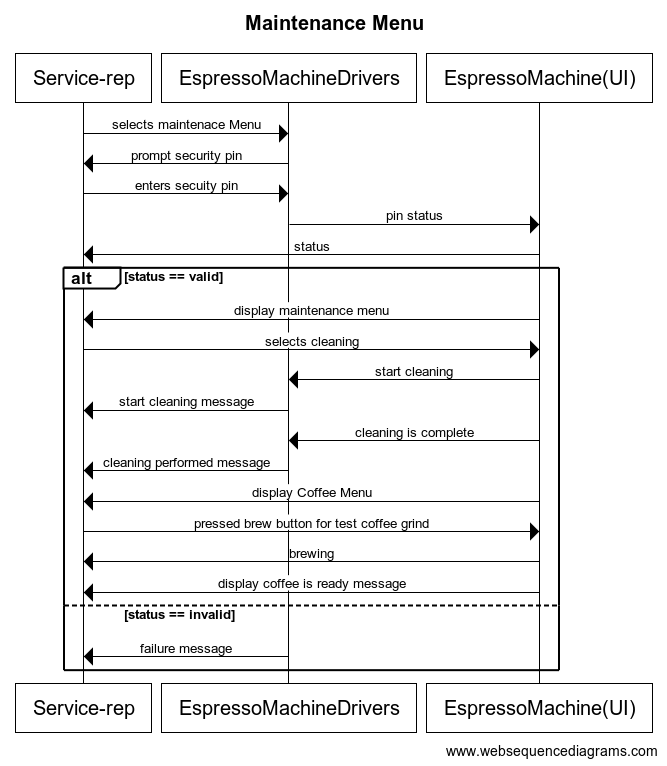 Maintenance Menu
Service-rep EspressoMachineDrivers EspressoMachine(UI)
selects maintenace Menu
prompt security pin
enters secuity pin
pin status
status
alt [status == valid]
display maintenance menu
selects cleaning
start cleaning
start cleaning message
cleaning is complete
cleaning performed message
display Coffee Menu
pressed brew button for test coffee grind
brewing
display coffee is ready message
[status == invalid]
failure message
Service-rep EspressoMachineDrivers EspressoMachine(UI)
www.websequencediagrams.com